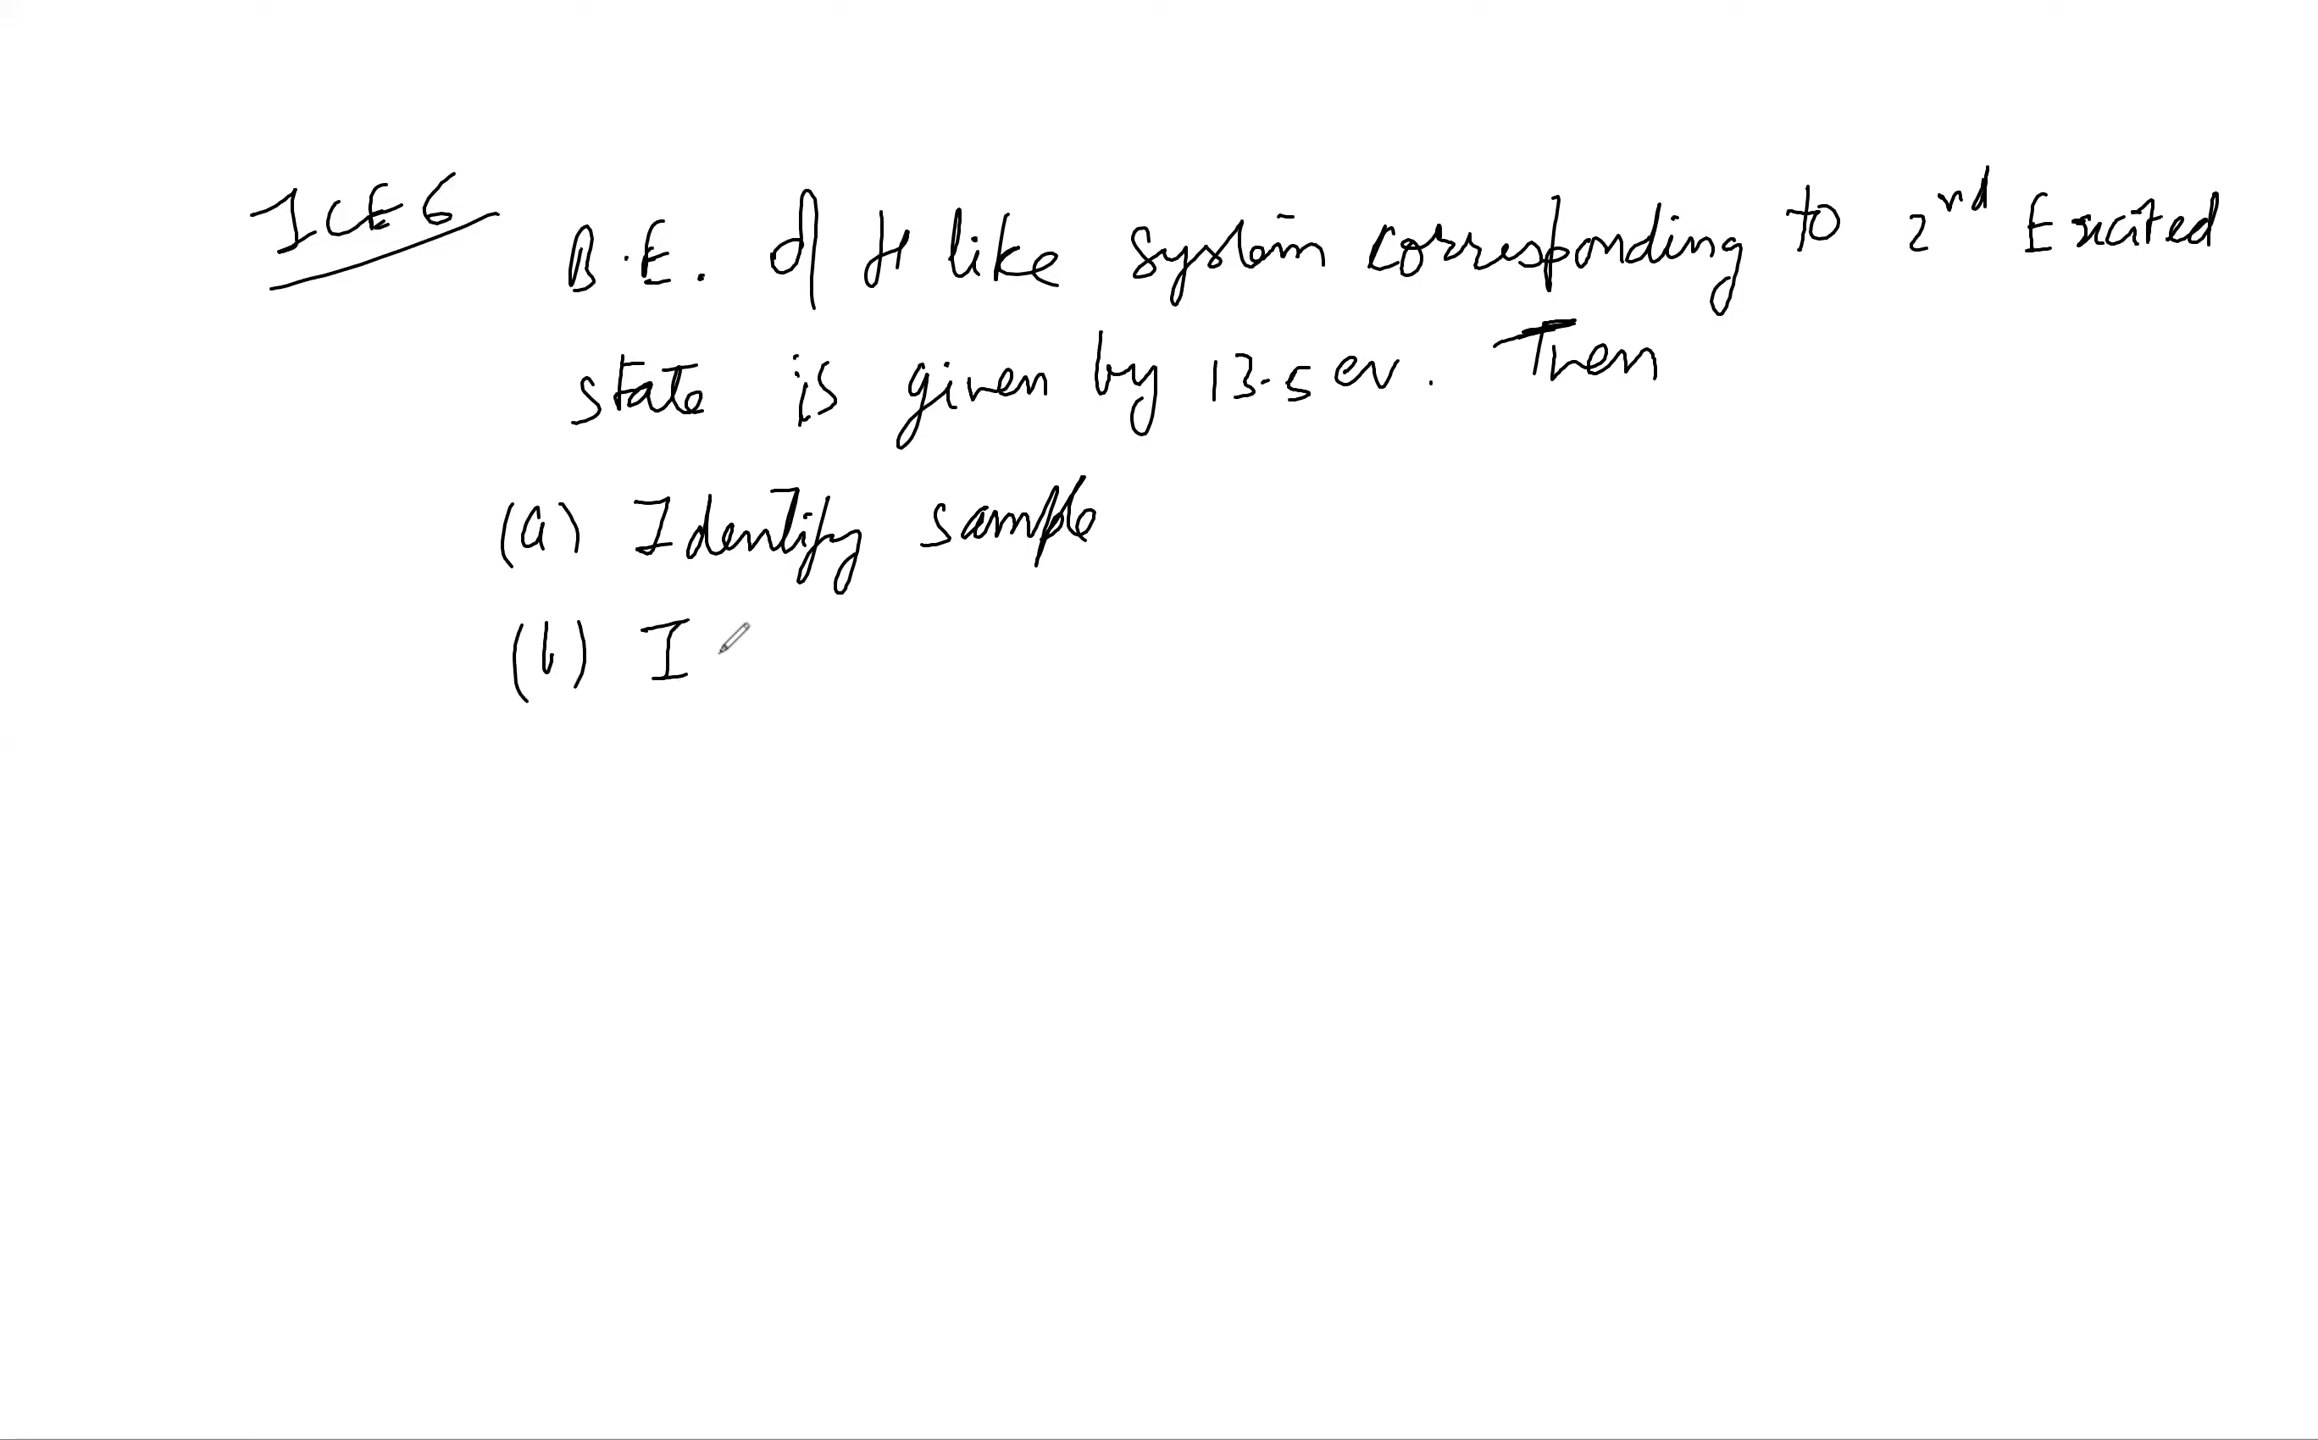 ICE 6 B.E. of H like system corresponding to 2nd Excited
state is given by 13.5 ev. Then
(a) Identify sample
(b) I